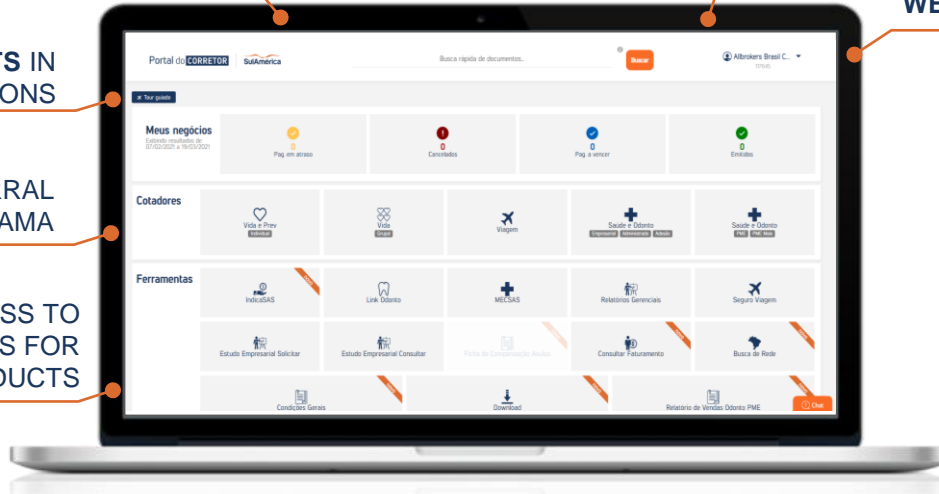 WE
TS IN
ONS
RRAL
AMA
SS TO
S FOR
DUCTS
Portal do CORRETOR
SulAmérica
Busca rápida de documentos..
Buscar
Allbrokers Brasil C..
Tour guiado
Meus negócios
Exibindo resultados de
07/02/2021 a 19/03/2021
0
Pag. em atraso
0
Cancelados
0
Pag. a vencer
0
Emitidos
Cotadores
Vida e Prev
Individual
Vida
Grupal
Viagem
Saúde e Odonto
Empresarial Administrado Adesão
Saúde e Odonto
PME PME Mais
Ferramentas
IndicaSAS
Link Odonto
MECSAS
Relatórios Gerenciais
Seguro Viagem
Estudo Empresarial Solicitar
Estudo Empresarial Consultar
Ficha de Compensação Avulsa
Consultar Faturamento
Busca de Rede
Condições Gerais
Download
Relatório de Vendas Odonto PME
Chat